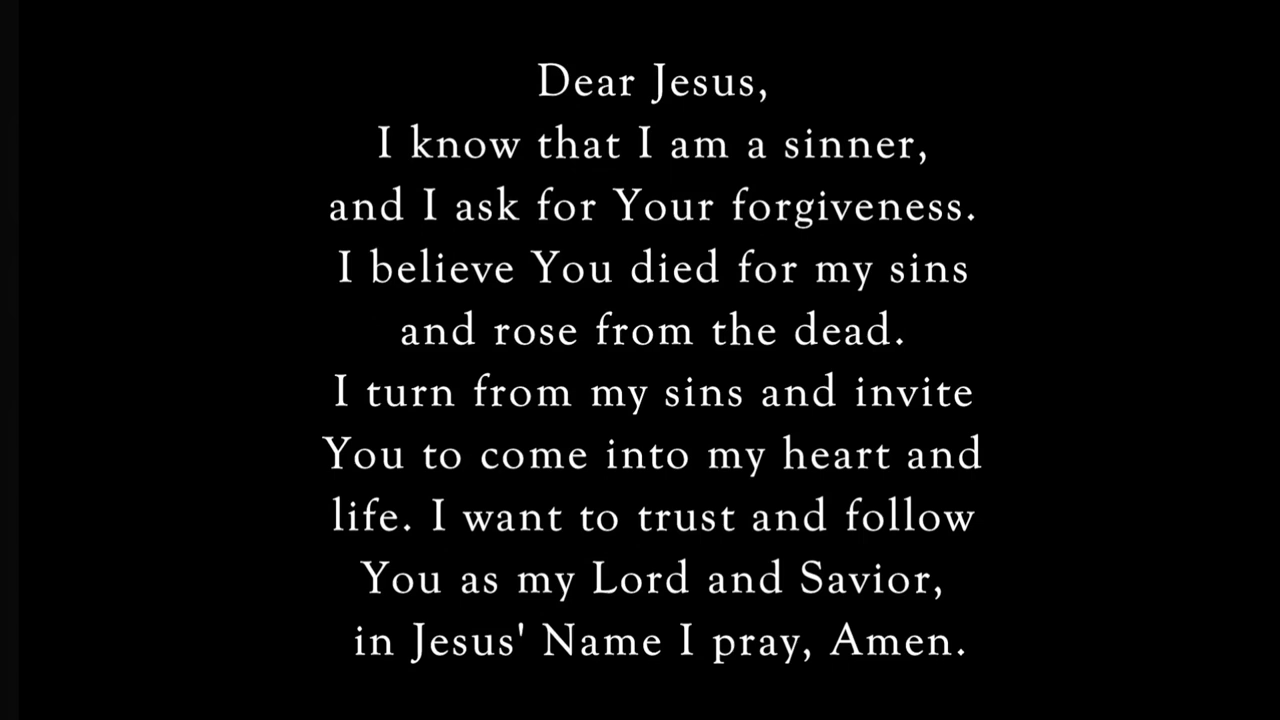 Dear Jesus,
I know that I am a sinner,
and I ask for Your forgiveness.
I believe You died for my sins
and rose from the dead.
I turn from my sins and invite
You to come into my heart and
life. I want to trust and follow
You as my Lord and Savior,
in Jesus' Name I pray, Amen.